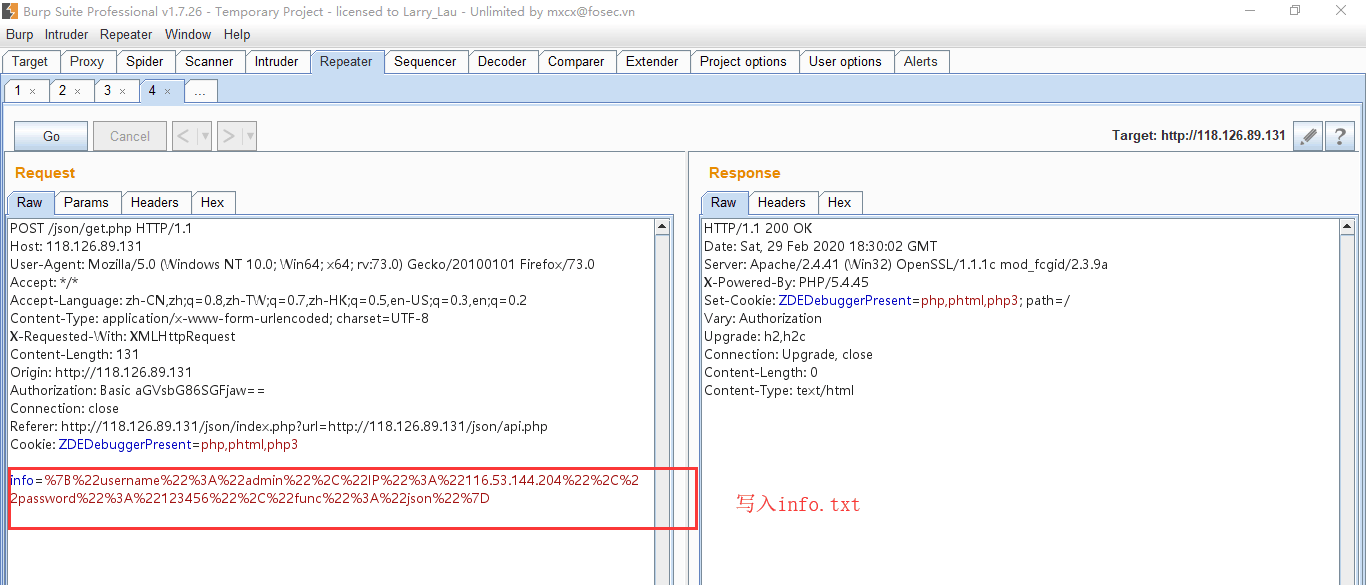 Burp Suite Professional v1.7.26 - Temporary Project - licensed to Larry_Lau - Unlimited by mxcx@fosec.vn
Burp Intruder Repeater Window Help
Target Proxy Spider Scanner Intruder Repeater Sequencer Decoder Comparer Extender Project options User options Alerts
1 × 2 × 3 × 4 × ...
Go Cancel < > Target: http://118.126.89.131 ?
Request
Raw Params Headers Hex
POST /json/get.php HTTP/1.1
Host: 118.126.89.131
User-Agent: Mozilla/5.0 (Windows NT 10.0; Win64; x64; rv:73.0) Gecko/20100101 Firefox/73.0
Accept: */*
Accept-Language: zh-CN,zh;q=0.8,zh-TW;q=0.7,zh-HK;q=0.5,en-US;q=0.3,en;q=0.2
Content-Type: application/x-www-form-urlencoded; charset=UTF-8
X-Requested-With: XMLHttpRequest
Content-Length: 131
Origin: http://118.126.89.131
Authorization: Basic aGVsbG86SGFjaw==
Connection: close
Referer: http://118.126.89.131/json/index.php?url=http://118.126.89.131/json/api.php
Cookie: ZDEDebuggerPresent=php,phtml,php3
info=%7B%22username%22%3A%22admin%22%2C%22IP%22%3A%22116.53.144.204%22%2C%2
2password%22%3A%22123456%22%2C%22func%22%3A%22json%22%7D
Response
Raw Headers Hex
HTTP/1.1 200 OK
Date: Sat, 29 Feb 2020 18:30:02 GMT
Server: Apache/2.4.41 (Win32) OpenSSL/1.1.1c mod_fcgid/2.3.9a
X-Powered-By: PHP/5.4.45
Set-Cookie: ZDEDebuggerPresent=php,phtml,php3; path=/
Vary: Authorization
Upgrade: h2,h2c
Connection: Upgrade, close
Content-Length: 0
Content-Type: text/html
写入info.txt